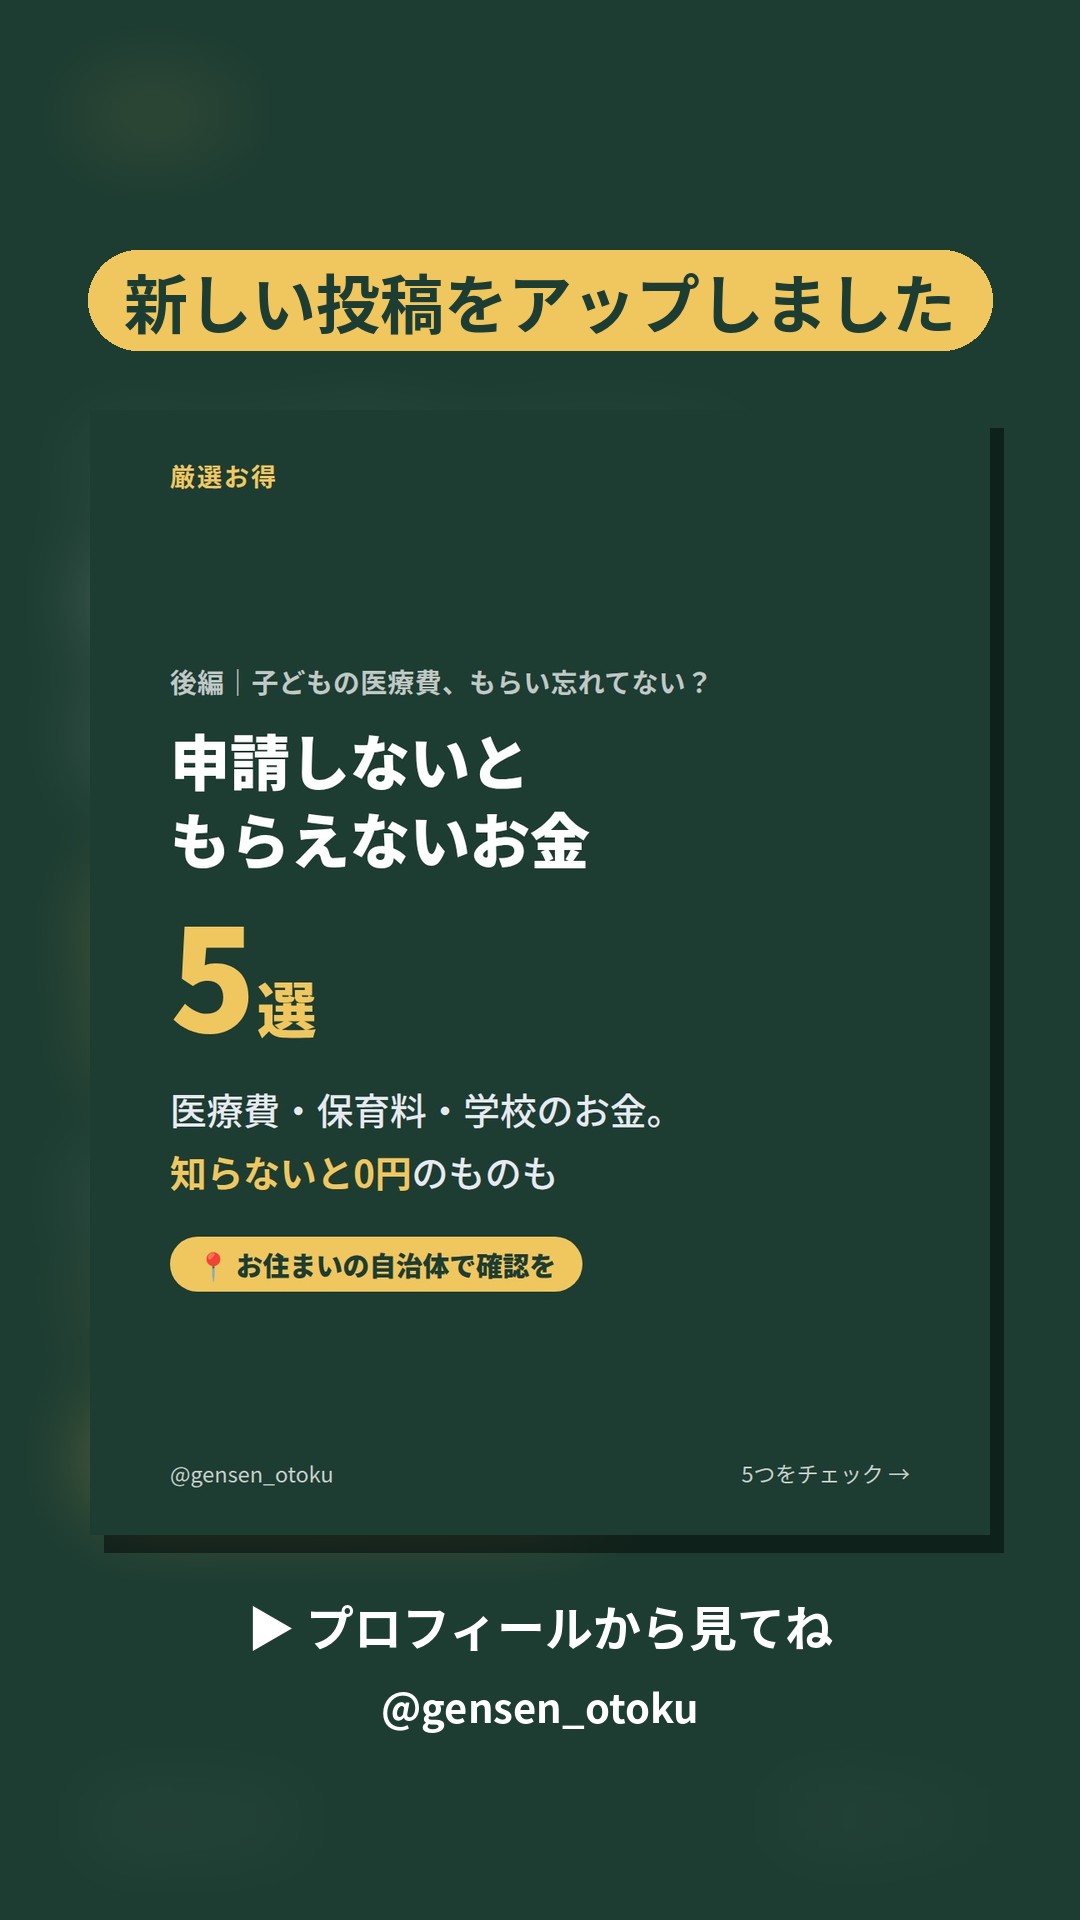 新しい投稿をアップしました
厳選お得
後編｜子どもの医療費、もらい忘れてない？
申請しないと
もらえないお金
5選
医療費・保育料・学校のお金。
知らないと0円のものも
📍 お住まいの自治体で確認を
@gensen_otoku
5つをチェック →
▶ プロフィールから見てね
@gensen_otoku